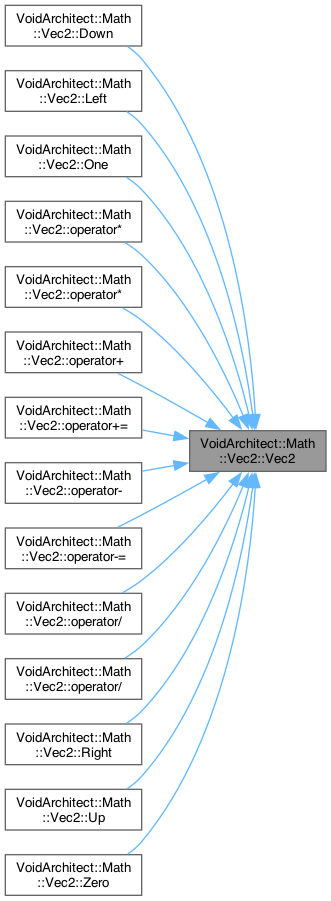 VoidArchitect::Math
::Vec2::Down
VoidArchitect::Math
::Vec2::Left
VoidArchitect::Math
::Vec2::One
VoidArchitect::Math
::Vec2::operator*
VoidArchitect::Math
::Vec2::operator*
VoidArchitect::Math
::Vec2::operator+
VoidArchitect::Math
::Vec2::operator+=
VoidArchitect::Math
::Vec2::Vec2
VoidArchitect::Math
::Vec2::operator-
VoidArchitect::Math
::Vec2::operator-=
VoidArchitect::Math
::Vec2::operator/
VoidArchitect::Math
::Vec2::operator/
VoidArchitect::Math
::Vec2::Right
VoidArchitect::Math
::Vec2::Up
VoidArchitect::Math
::Vec2::Zero